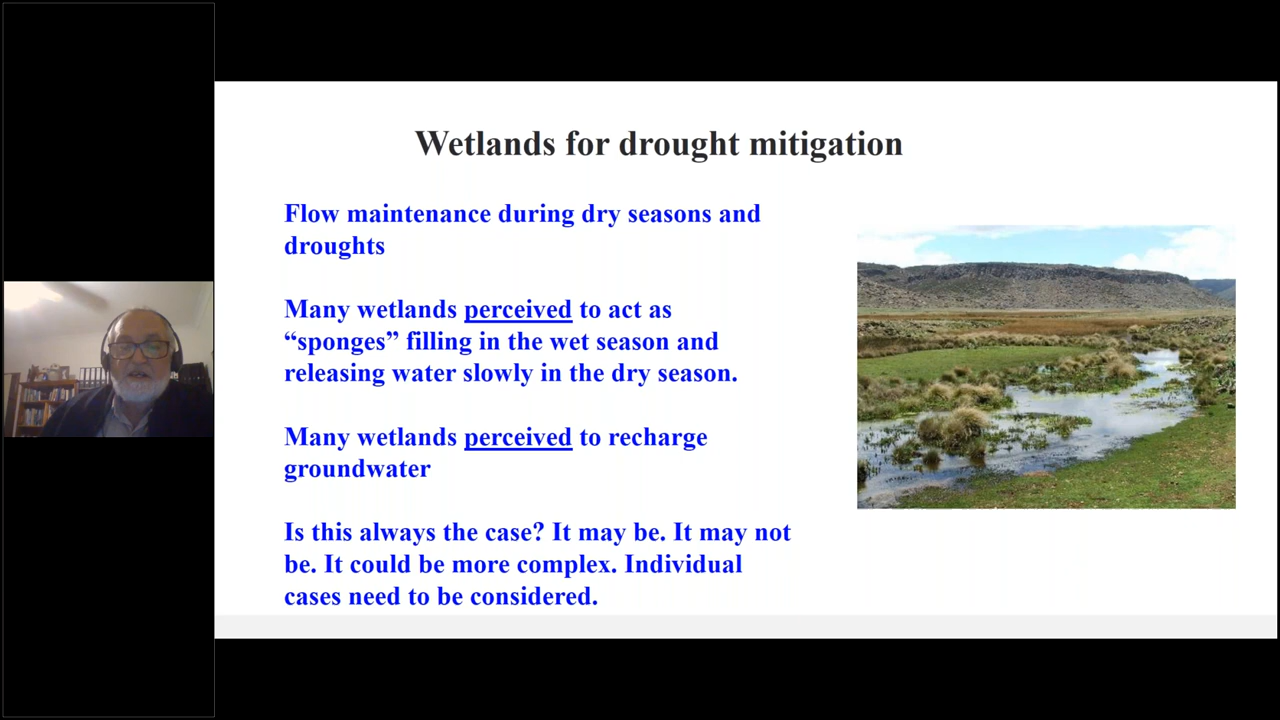 Wetlands for drought mitigation
Flow maintenance during dry seasons and
droughts
Many wetlands perceived to act as
“sponges” filling in the wet season and
releasing water slowly in the dry season.
Many wetlands perceived to recharge
groundwater
Is this always the case? It may be. It may not
be. It could be more complex. Individual
cases need to be considered.